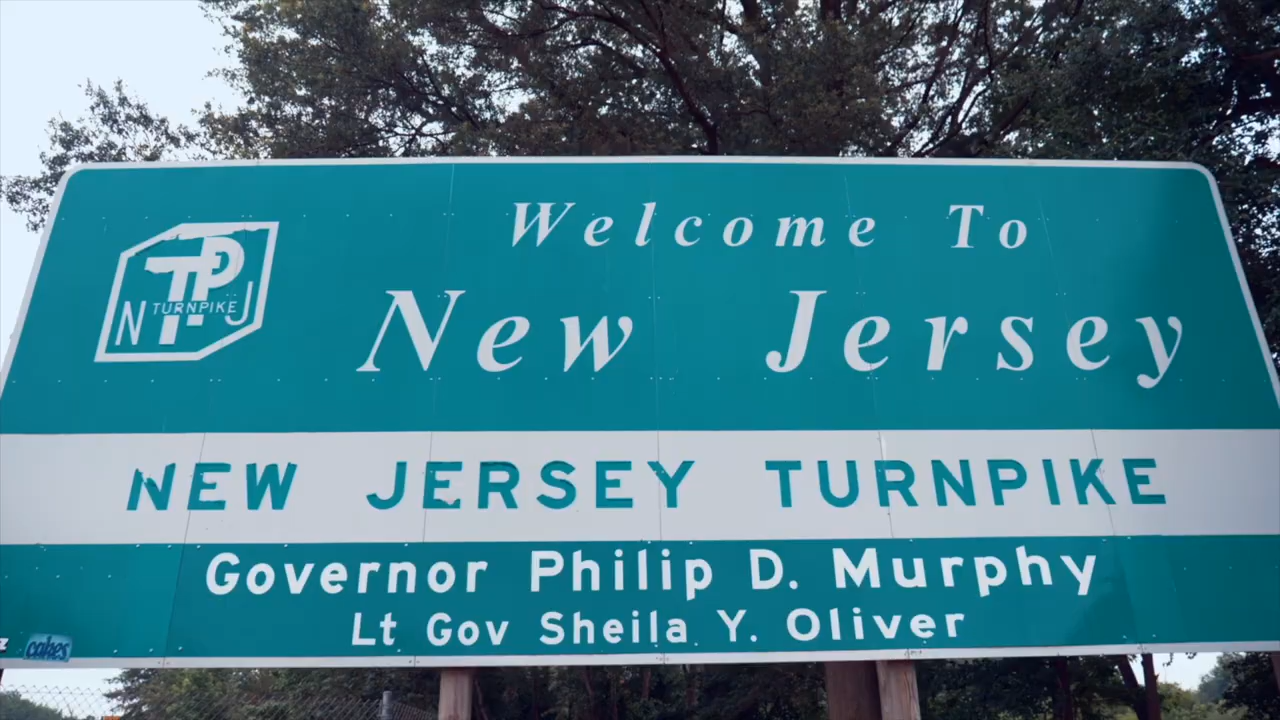 Welcome To
New Jersey
TP
N TURNPIKE J
NEW JERSEY TURNPIKE
Governor Philip D. Murphy
Lt Gov Sheila Y. Oliver
cakes